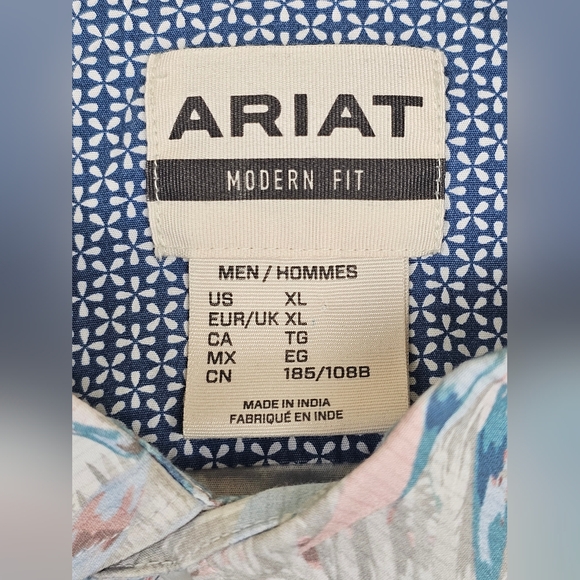 ARIAT
MODERN FIT
MEN / HOMMES
US XL
EUR/UK XL
CA TG
MX EG
CN 185/108B
MADE IN INDIA
FABRIQUÉ EN INDE